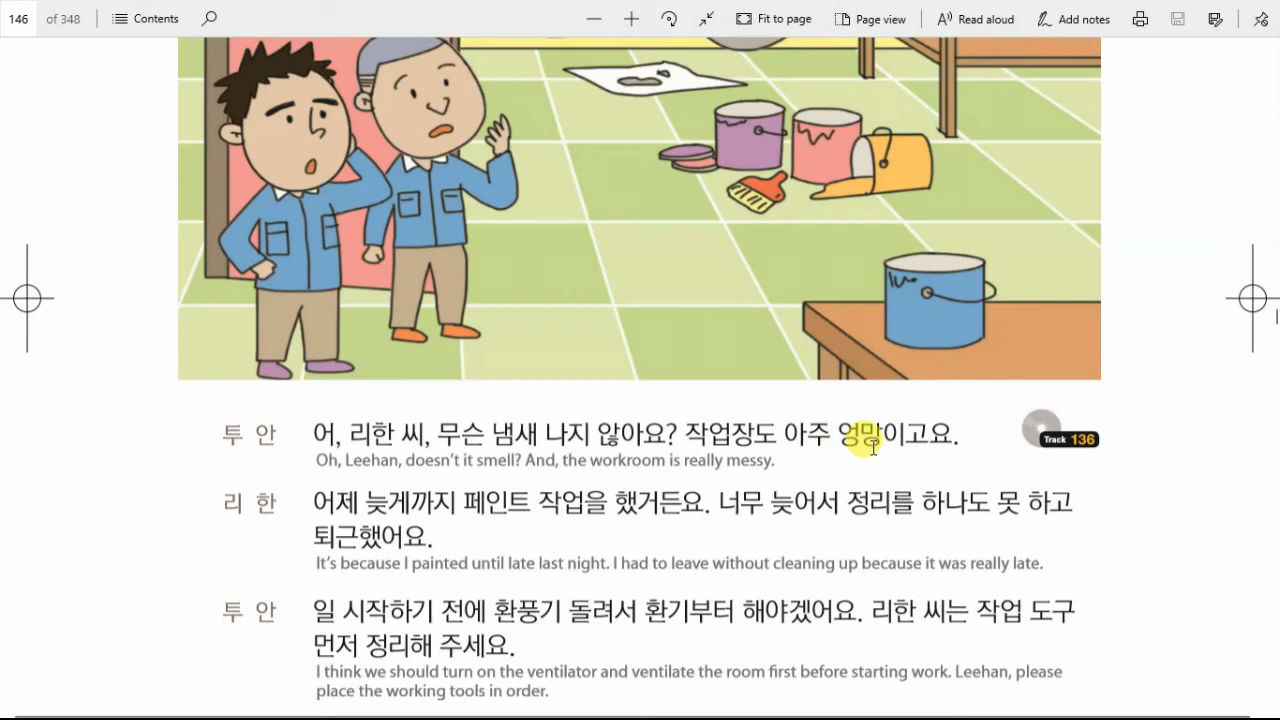 146 of 348 Contents Fit to page Page view Read aloud Add notes
투 안 어, 리한 씨, 무슨 냄새 나지 않아요? 작업장도 아주 엉망이고요. Track 136
Oh, Leehan, doesn't it smell? And, the workroom is really messy.
리 한 어제 늦게까지 페인트 작업을 했거든요. 너무 늦어서 정리를 하나도 못 하고
퇴근했어요.
It's because I painted until late last night. I had to leave without cleaning up because it was really late.
투 안 일 시작하기 전에 환풍기 돌려서 환기부터 해야겠어요. 리한 씨는 작업 도구
먼저 정리해 주세요.
I think we should turn on the ventilator and ventilate the room first before starting work. Leehan, please
place the working tools in order.